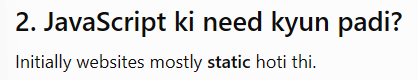 2. JavaScript ki need kyun padi?
Initially websites mostly static hoti thi.